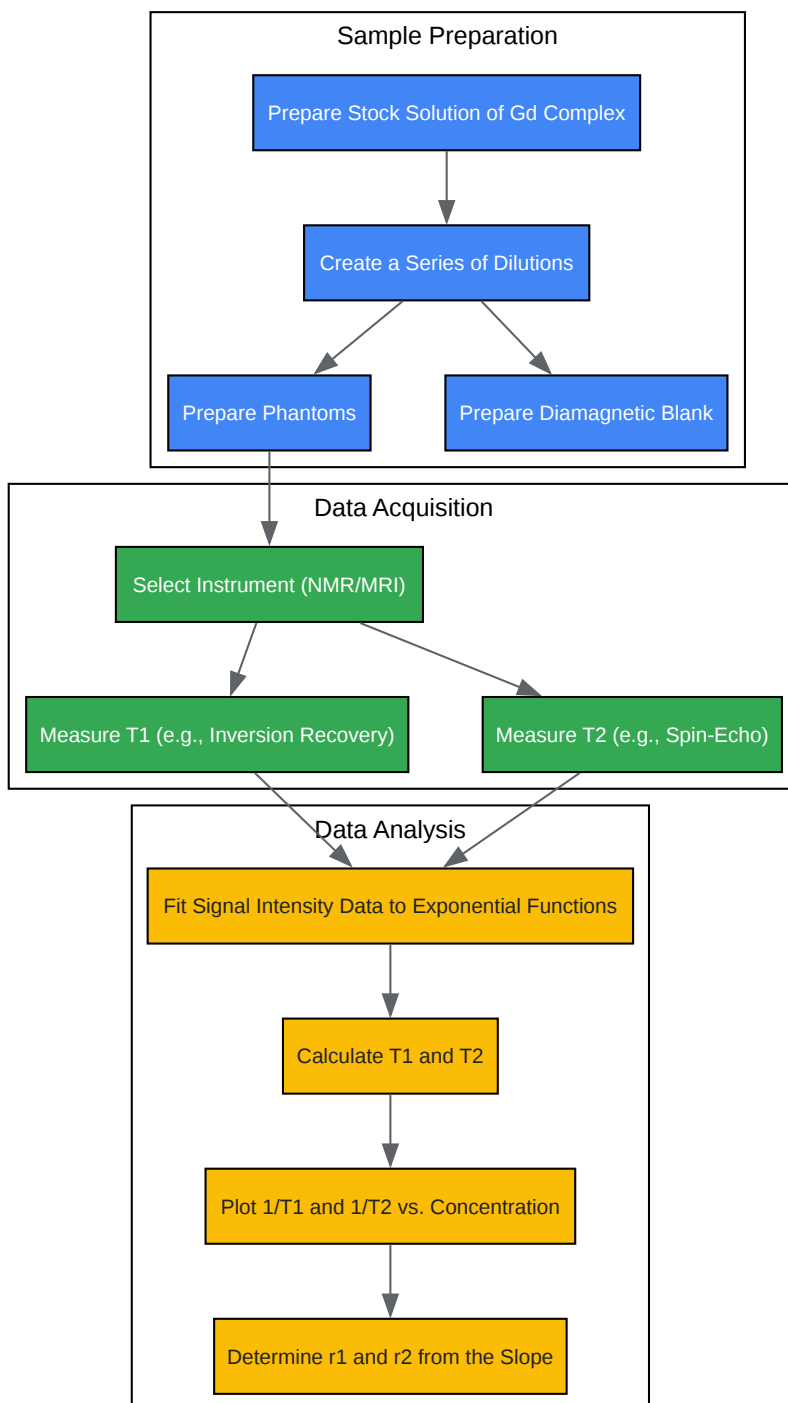 Sample Preparation
Prepare Stock Solution of Gd Complex
Create a Series of Dilutions
Prepare Phantoms
Prepare Diamagnetic Blank
Data Acquisition
Select Instrument (NMR/MRI)
Measure T1 (e.g., Inversion Recovery)
Measure T2 (e.g., Spin-Echo)
Data Analysis
Fit Signal Intensity Data to Exponential Functions
Calculate T1 and T2
Plot 1/T1 and 1/T2 vs. Concentration
Determine r1 and r2 from the Slope